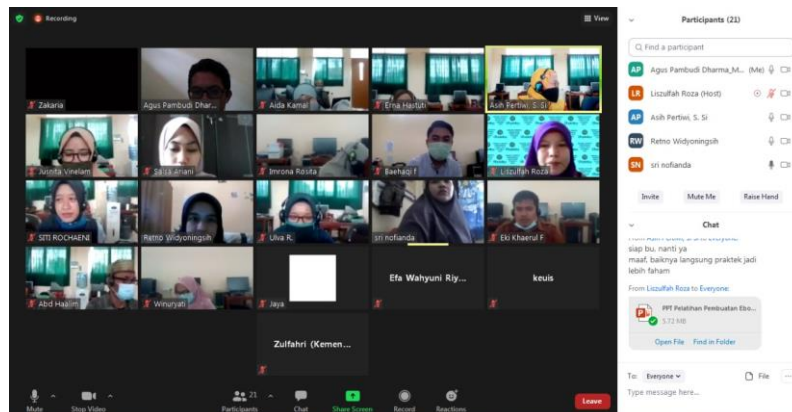 Recording
View
Zakaria
Agus Pambudi Dhar...
Aida Kamal
Erna Hastuti
Asih Pertiwi, S. Si
Jusnita Vinelam
Salsa Ariani
Imrona Rosita
Baehaqi f
Liszulfah Roza
SITI ROCHAENI
Retno Widyoningsih
Ulva R.
sri nofianda
Eki Khaerul F
Abd Haalim
Winuryati
Jaya
Efa Wahyuni Riy...
keuis
Zulfahri (Kemen...
Mute
Stop Video
21
Participants
Chat
Share Screen
Record
Reactions
Leave
Participants (21)
Find a participant
AP Agus Pambudi Dharma_M... (Me)
LR Liszulfah Roza (Host)
AP Asih Pertiwi, S. Si
RW Retno Widyoningsih
SN sri nofianda
Invite Mute Me Raise Hand
Chat
siap bu. nanti ya
maaf, baiknya langsung praktek jadi
lebih faham
From Liszulfah Roza to Everyone:
PPT Pelatihan Pembuatan Ebo...
5.72 MB
Open File Find in Folder
To: Everyone File ...
Type message here...